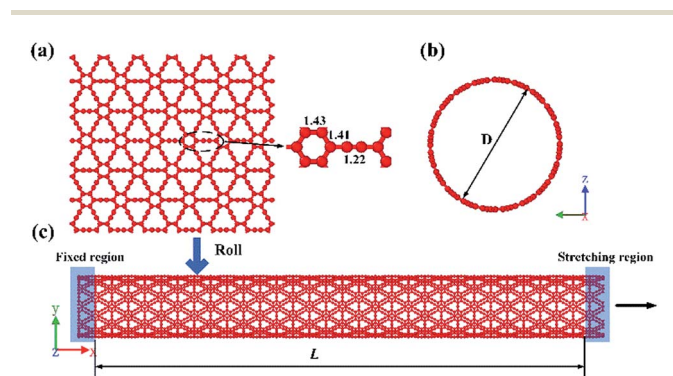 (a)
(b)
1.43
1.41
1.22
D
z
x
(c)
Roll
Fixed region
Stretching region
y
z
x
L